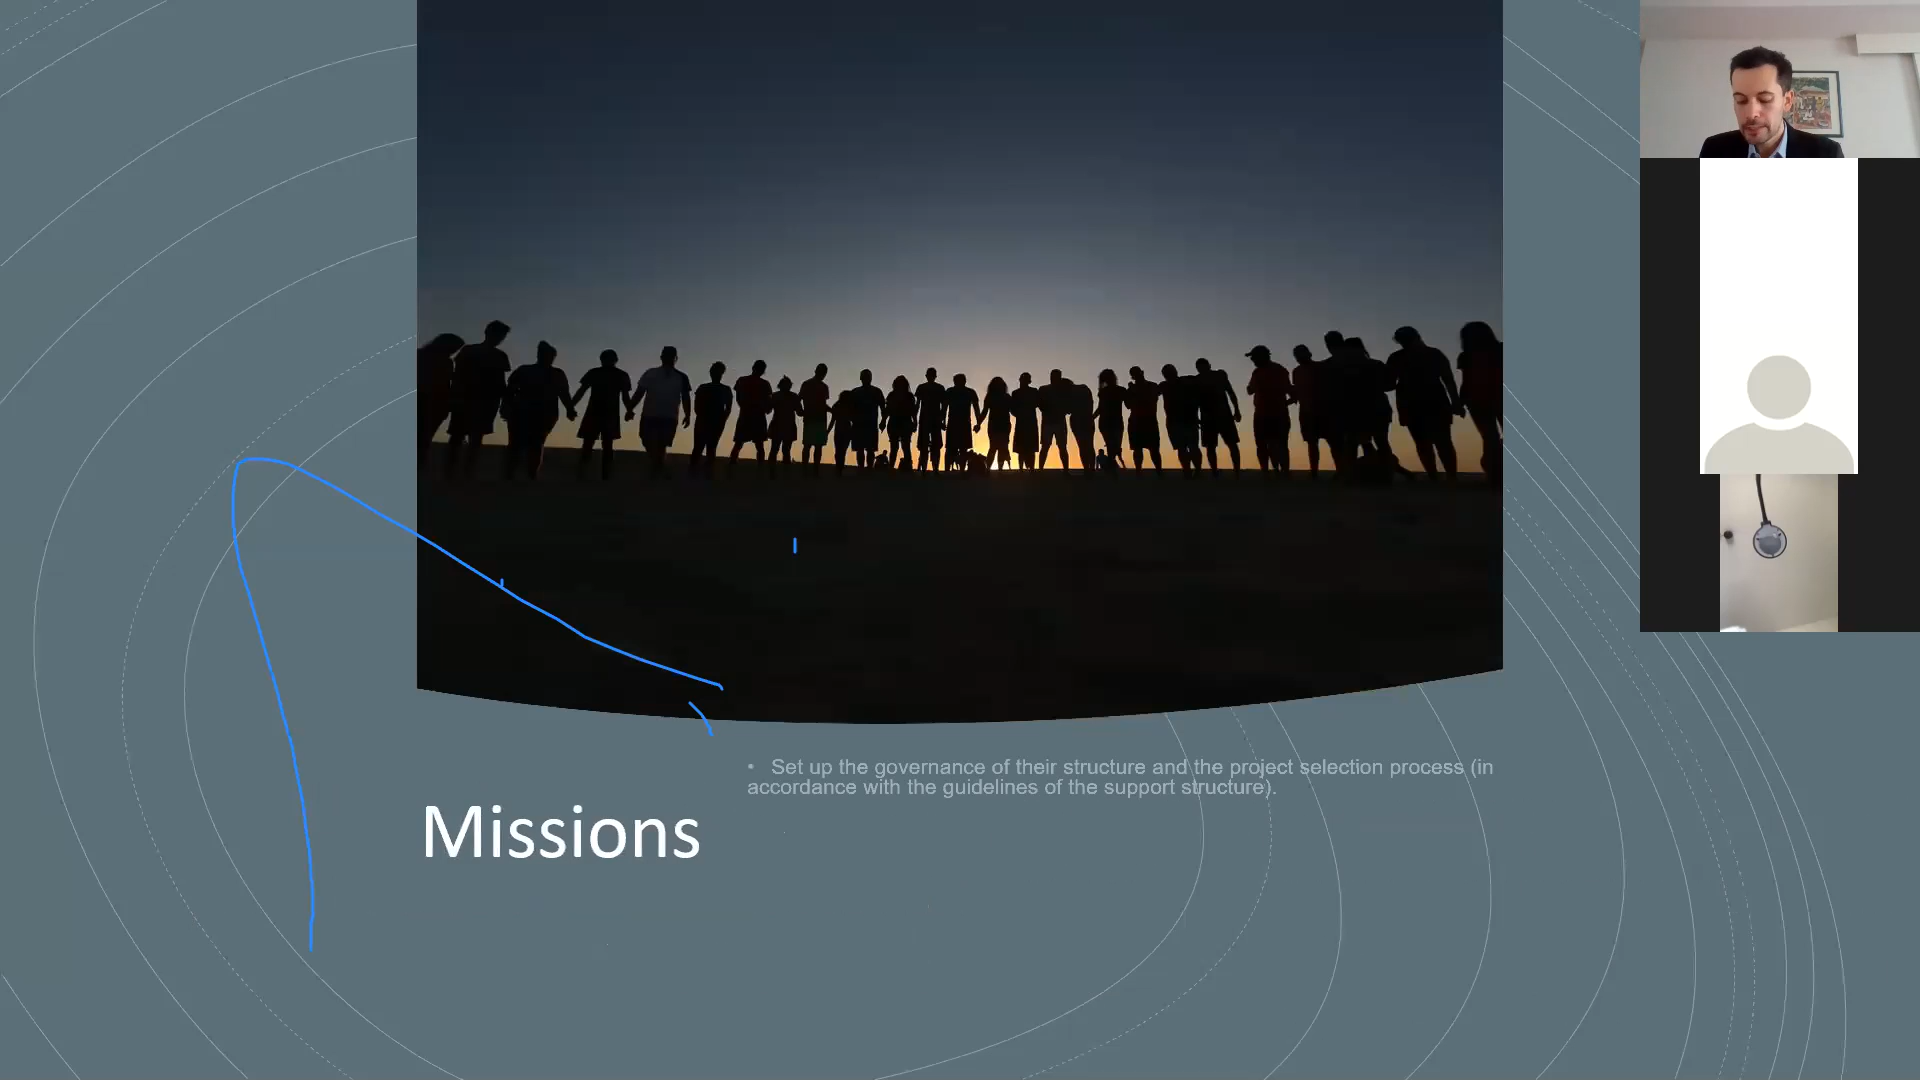 • Set up the governance of their structure and the project selection process (in
accordance with the guidelines of the support structure).
Missions